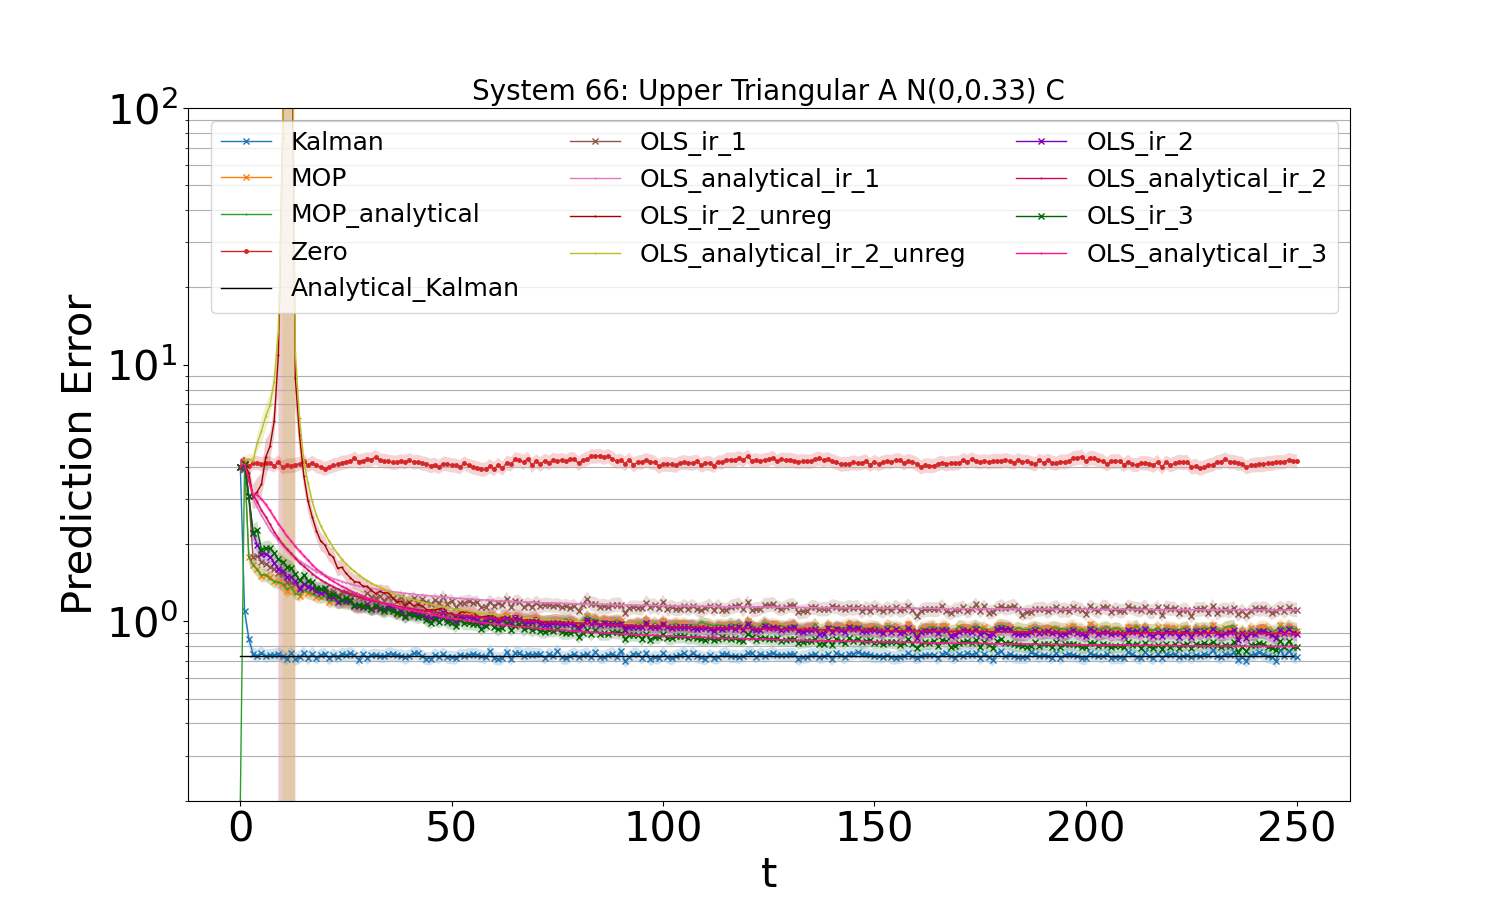 System 66: Upper Triangular A N(0,0.33) C
10²
10¹
10⁰
Prediction Error
Kalman
MOP
MOP_analytical
Zero
Analytical_Kalman
OLS_ir_1
OLS_analytical_ir_1
OLS_ir_2_unreg
OLS_analytical_ir_2_unreg
OLS_ir_2
OLS_analytical_ir_2
OLS_ir_3
OLS_analytical_ir_3
0 50 100 150 200 250
t